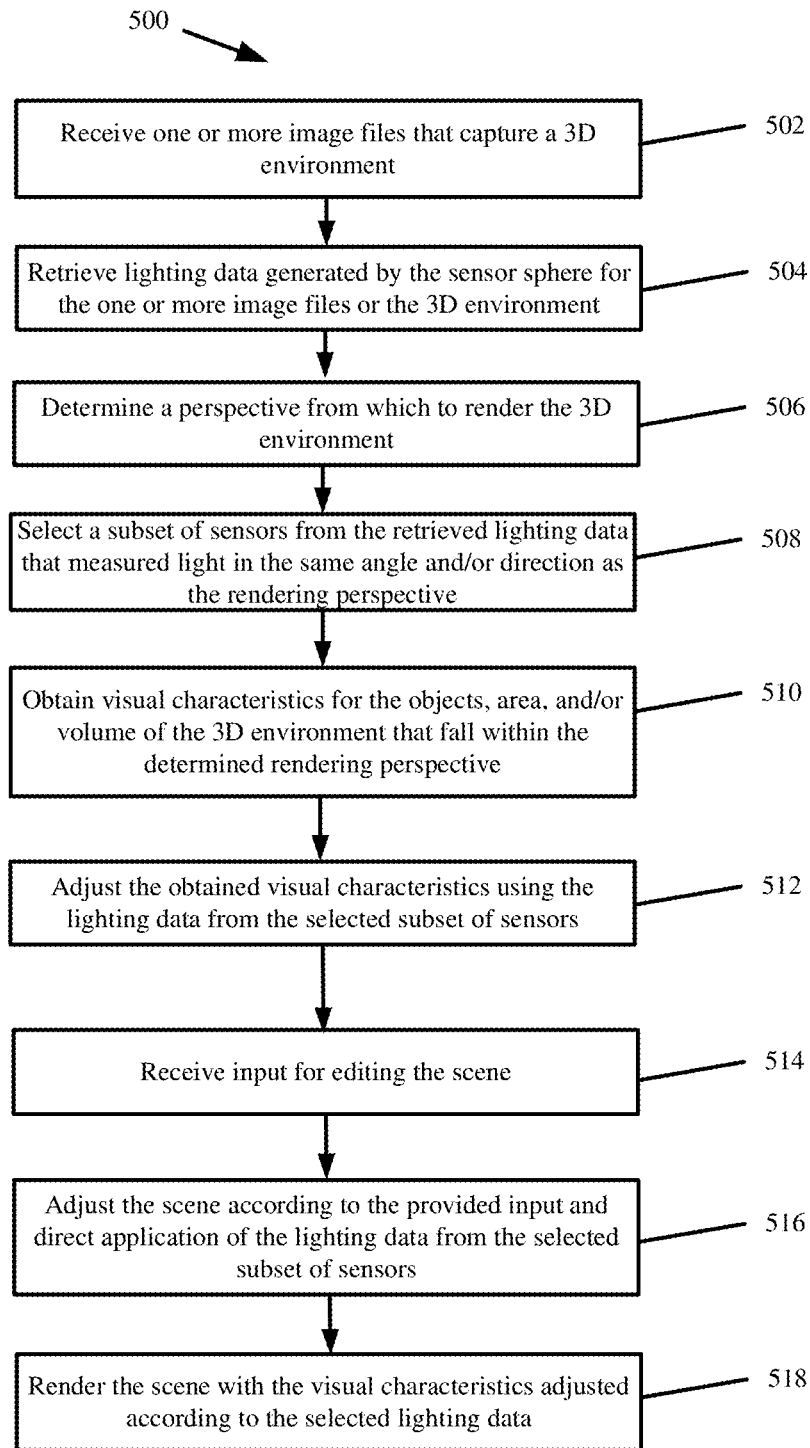 500
Receive one or more image files that capture a 3D
environment
502
Retrieve lighting data generated by the sensor sphere for
the one or more image files or the 3D environment
504
Determine a perspective from which to render the 3D
environment
506
Select a subset of sensors from the retrieved lighting data
that measured light in the same angle and/or direction as
the rendering perspective
508
Obtain visual characteristics for the objects, area, and/or
volume of the 3D environment that fall within the
determined rendering perspective
510
Adjust the obtained visual characteristics using the
lighting data from the selected subset of sensors
512
Receive input for editing the scene
514
Adjust the scene according to the provided input and
direct application of the lighting data from the selected
subset of sensors
516
Render the scene with the visual characteristics adjusted
according to the selected lighting data
518